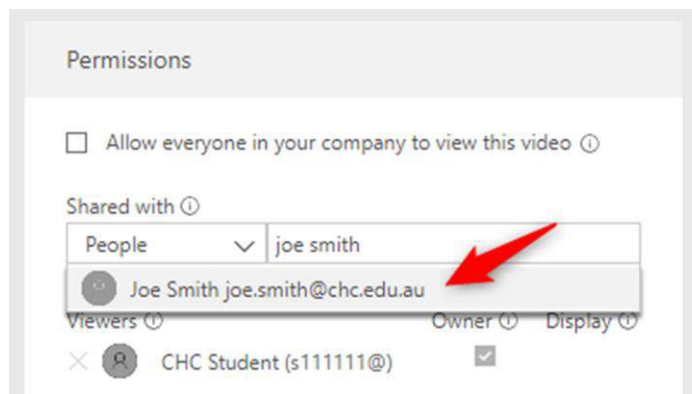 Permissions
Allow everyone in your company to view this video
Shared with
People joe smith
Joe Smith joe.smith@chc.edu.au
Viewers Owner Display
CHC Student (s111111@)